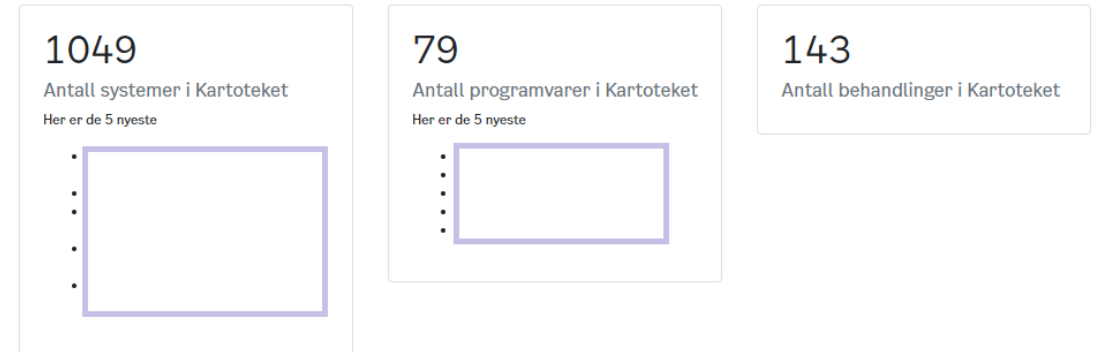 1049
Antall systemer i Kartoteket
Her er de 5 nyeste
79
Antall programvarer i Kartoteket
Her er de 5 nyeste
143
Antall behandlinger i Kartoteket